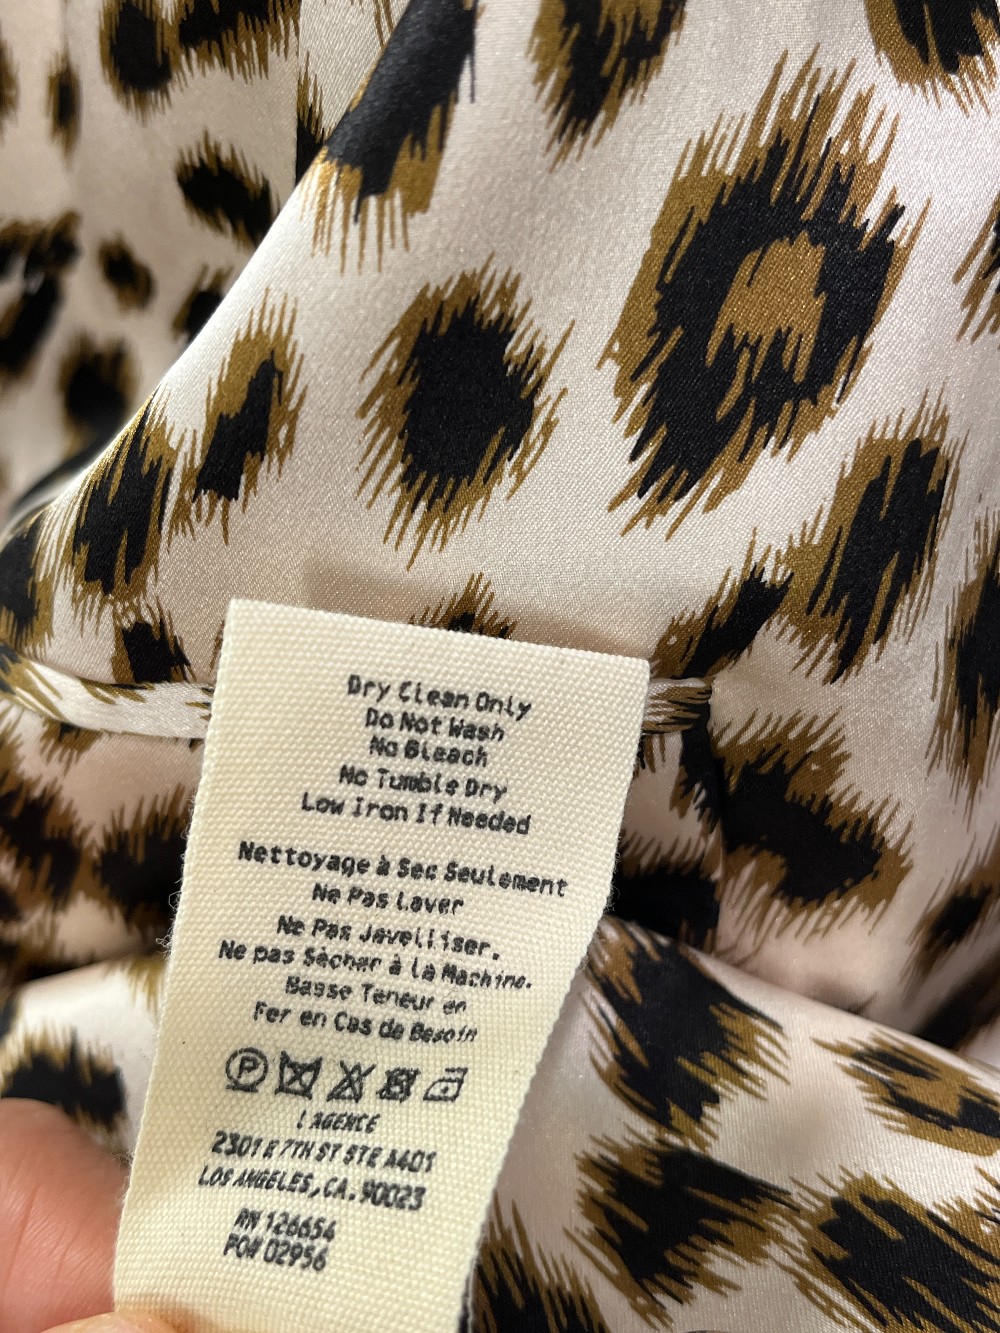 Dry Clean Only
Do Not Wash
No Bleach
No Tumble Dry
Low Iron If Needed
Nettoyage à Sec Seulement
Ne Pas Laver
Ne Pas Javelliser.
Ne pas Sècher à la Machine.
Basse Teneur en
Fer en Cas de Besoin
P
L'AGENCE
2301 E 7TH ST STE A401
LOS ANGELES, CA. 90023
RN 126654
PO# 02956